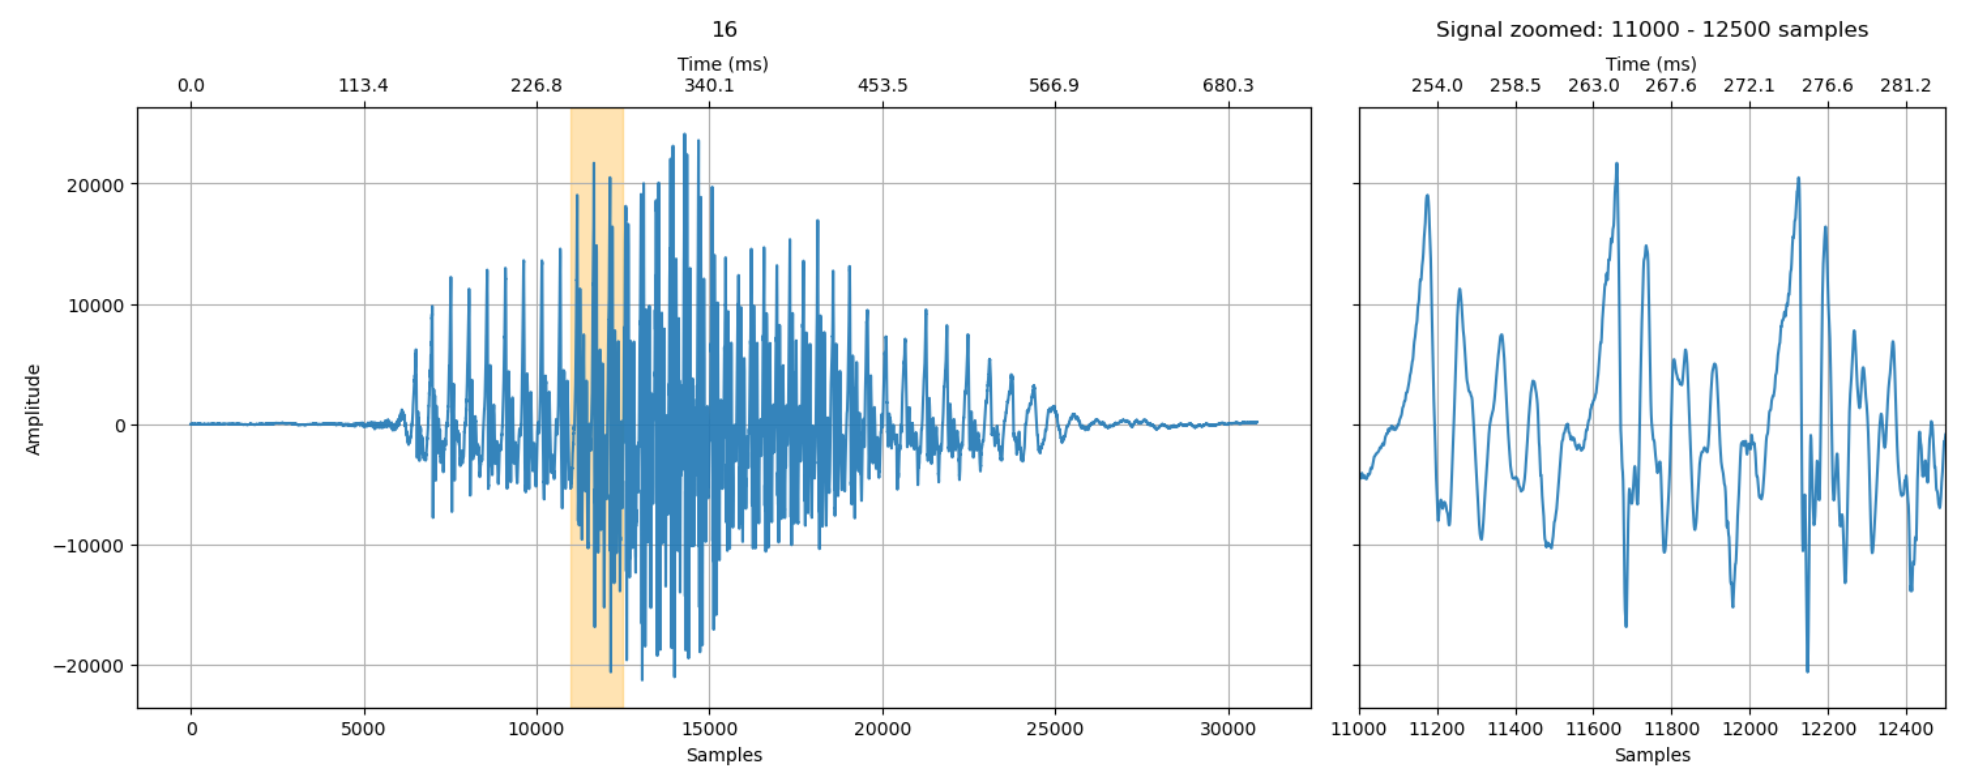 16
Time (ms)
0.0 113.4 226.8 340.1 453.5 566.9 680.3
20000
10000
0
−10000
−20000
Amplitude
0 5000 10000 15000 20000 25000 30000
Samples
Signal zoomed: 11000 - 12500 samples
Time (ms)
254.0 258.5 263.0 267.6 272.1 276.6 281.2
11000 11200 11400 11600 11800 12000 12200 12400
Samples